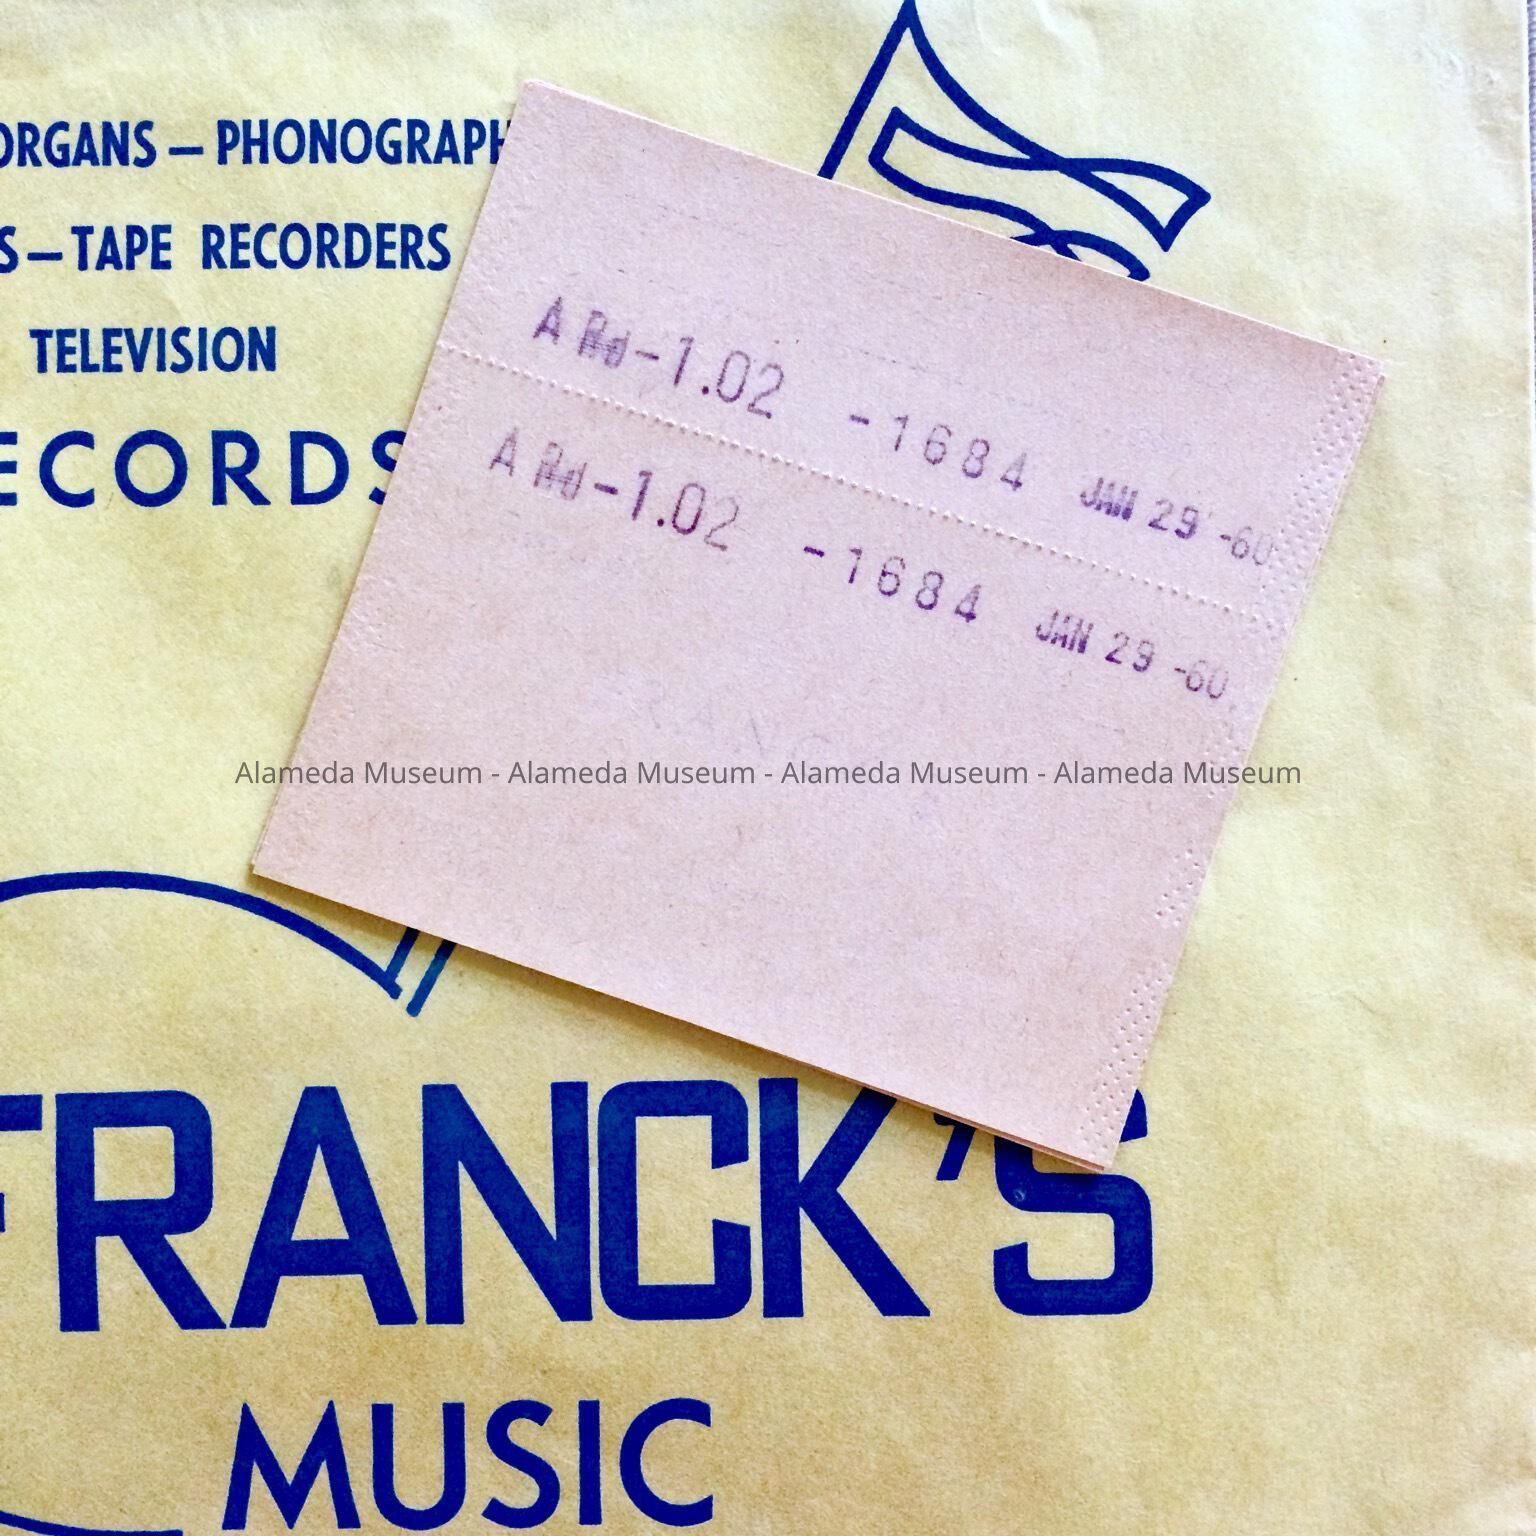 ORGANS — PHONOGRAPH
S — TAPE RECORDERS
TELEVISION
ECORDS
A Rd -1.02 -1684 JAN 29 -60
A Rd -1.02 -1684 JAN 29 -60
Alameda Museum - Alameda Museum - Alameda Museum - Alameda Museum
FRANCK'S
MUSIC